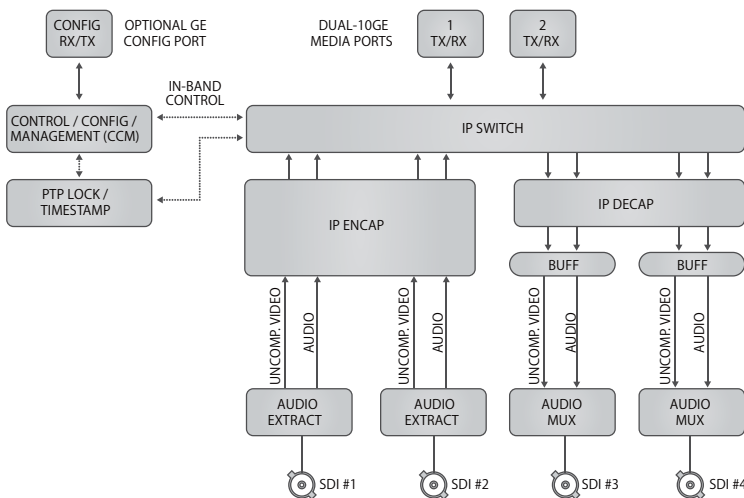 CONFIG
RX/TX
OPTIONAL GE
CONFIG PORT
DUAL-10GE
MEDIA PORTS
1
TX/RX
2
TX/RX
IN-BAND
CONTROL
CONTROL / CONFIG /
MANAGEMENT (CCM)
IP SWITCH
PTP LOCK /
TIMESTAMP
IP ENCAP
IP DECAP
BUFF
BUFF
UNCOMP. VIDEO
AUDIO
UNCOMP. VIDEO
AUDIO
UNCOMP. VIDEO
AUDIO
UNCOMP. VIDEO
AUDIO
AUDIO
EXTRACT
AUDIO
EXTRACT
AUDIO
MUX
AUDIO
MUX
SDI #1
SDI #2
SDI #3
SDI #4